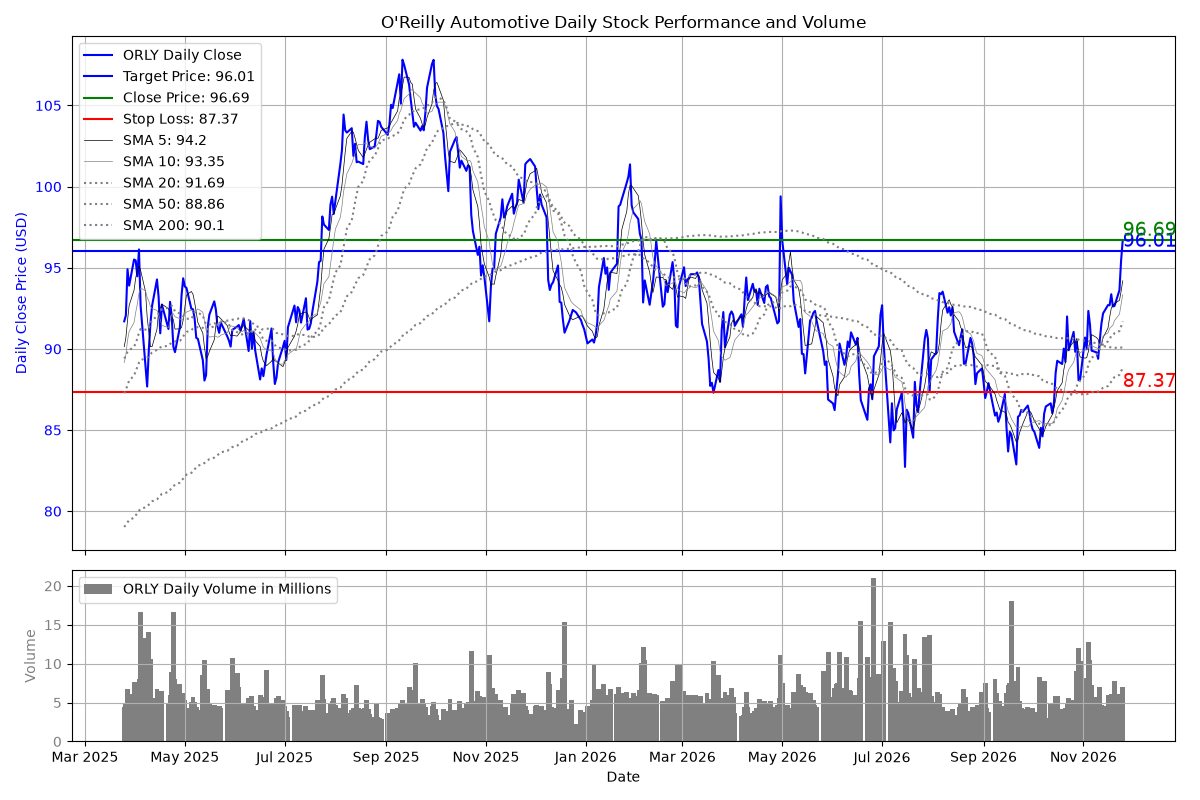 O'Reilly Automotive Daily Stock Performance and Volume
ORLY Daily Close
Target Price: 96.01
Close Price: 96.69
Stop Loss: 87.37
SMA 5: 94.2
SMA 10: 93.35
SMA 20: 91.69
SMA 50: 88.86
SMA 200: 90.1
Daily Close Price (USD)
105
100
95
90
85
80
96.69
96.01
87.37
ORLY Daily Volume in Millions
Volume
20
15
10
5
0
Mar 2025 May 2025 Jul 2025 Sep 2025 Nov 2025 Jan 2026 Mar 2026 May 2026 Jul 2026 Sep 2026 Nov 2026
Date